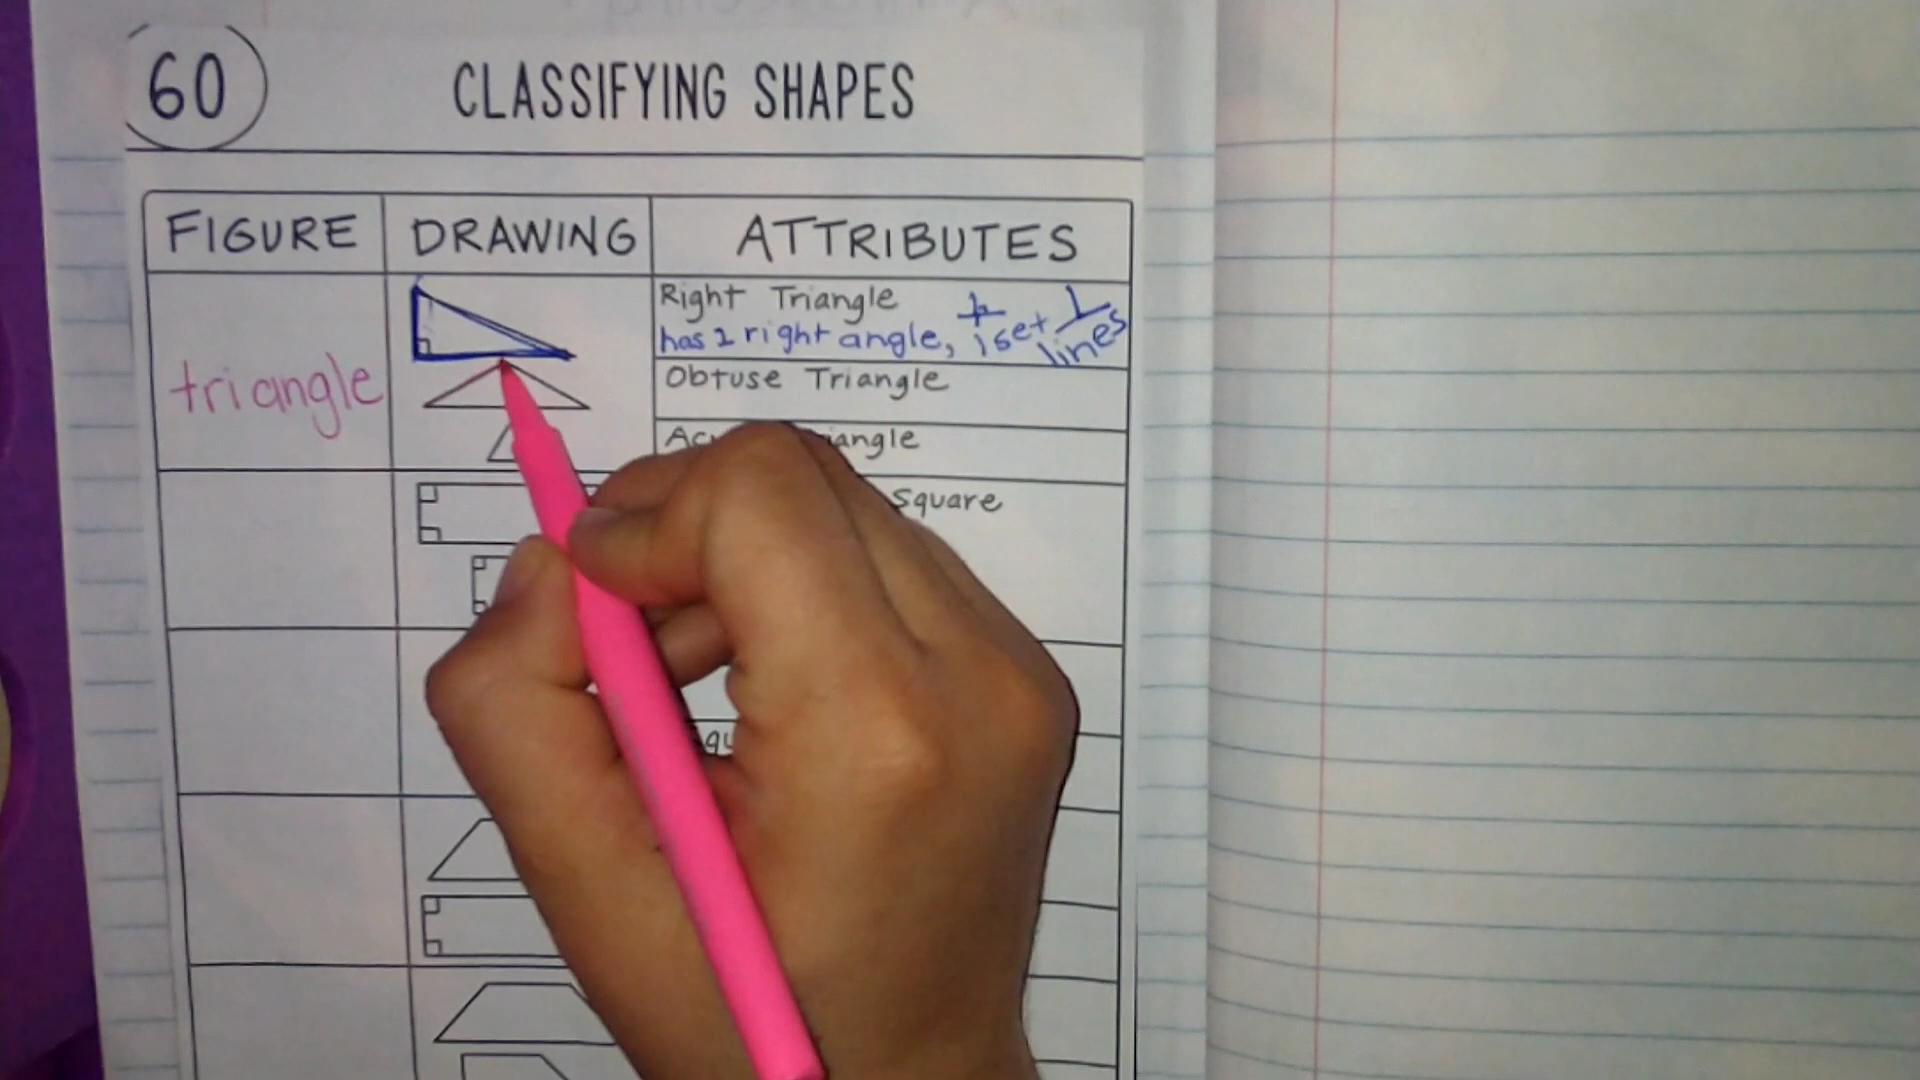 60
CLASSIFYING SHAPES
FIGURE DRAWING ATTRIBUTES
triangle
Right Triangle
has 1 right angle, 1 set ⊥ lines
Obtuse Triangle
Square